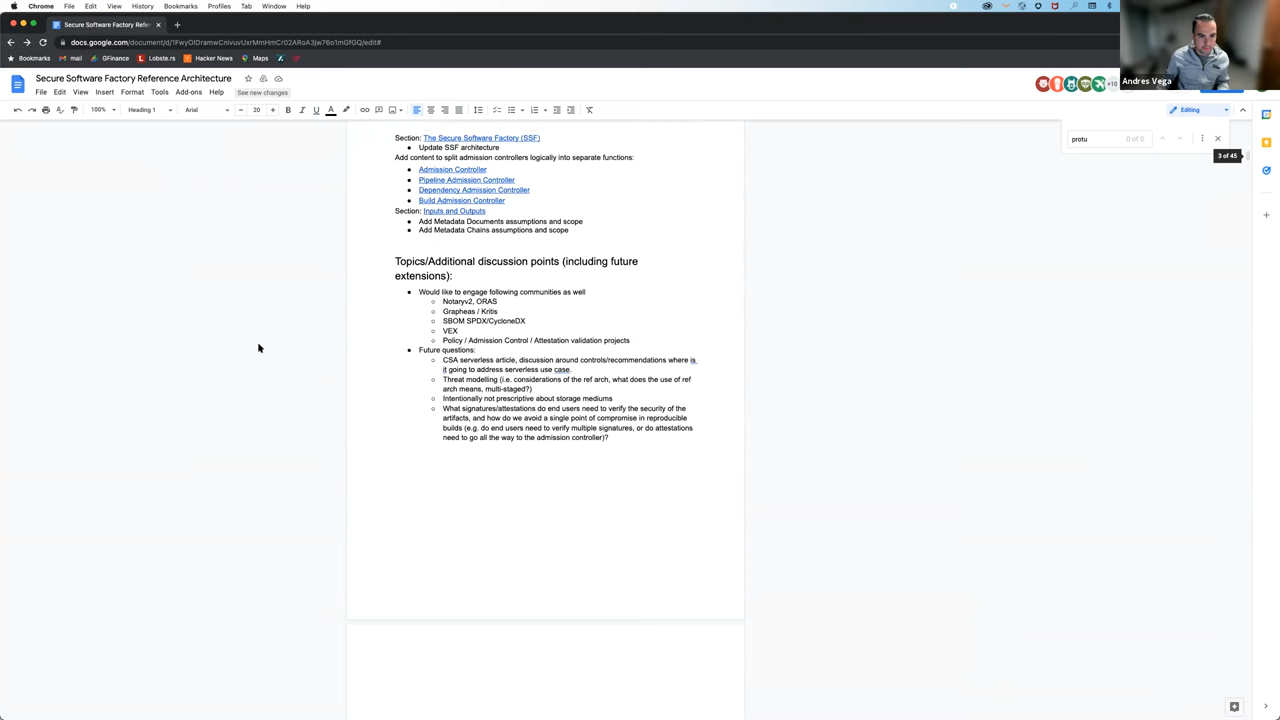 Chrome File Edit View History Bookmarks Profiles Tab Window Help
Secure Software Factory Refer
docs.google.com/document/d/1FwyOlDramwCnivuvUxrMmHmCr02ARoA3jw76o1mGfGQ/edit#
Bookmarks mail GFinance Lobste.rs Hacker News Maps
Andres Vega
Secure Software Factory Reference Architecture
+10
File Edit View Insert Format Tools Add-ons Help See new changes
100% Heading 1 Arial 20 Editing
protu 0 of 0
3 of 45
Section: The Secure Software Factory (SSF)
Update SSF architecture
Add content to split admission controllers logically into separate functions:
Admission Controller
Pipeline Admission Controller
Dependency Admission Controller
Build Admission Controller
Section: Inputs and Outputs
Add Metadata Documents assumptions and scope
Add Metadata Chains assumptions and scope
Topics/Additional discussion points (including future
extensions):
Would like to engage following communities as well
Notaryv2, ORAS
Grapheas / Kritis
SBOM SPDX/CycloneDX
VEX
Policy / Admission Control / Attestation validation projects
Future questions:
CSA serverless article, discussion around controls/recommendations where is
it going to address serverless use case.
Threat modelling (i.e. considerations of the ref arch, what does the use of ref
arch means, multi-staged?)
Intentionally not prescriptive about storage mediums
What signatures/attestations do end users need to verify the security of the
artifacts, and how do we avoid a single point of compromise in reproducible
builds (e.g. do end users need to verify multiple signatures, or do attestations
need to go all the way to the admission controller)?